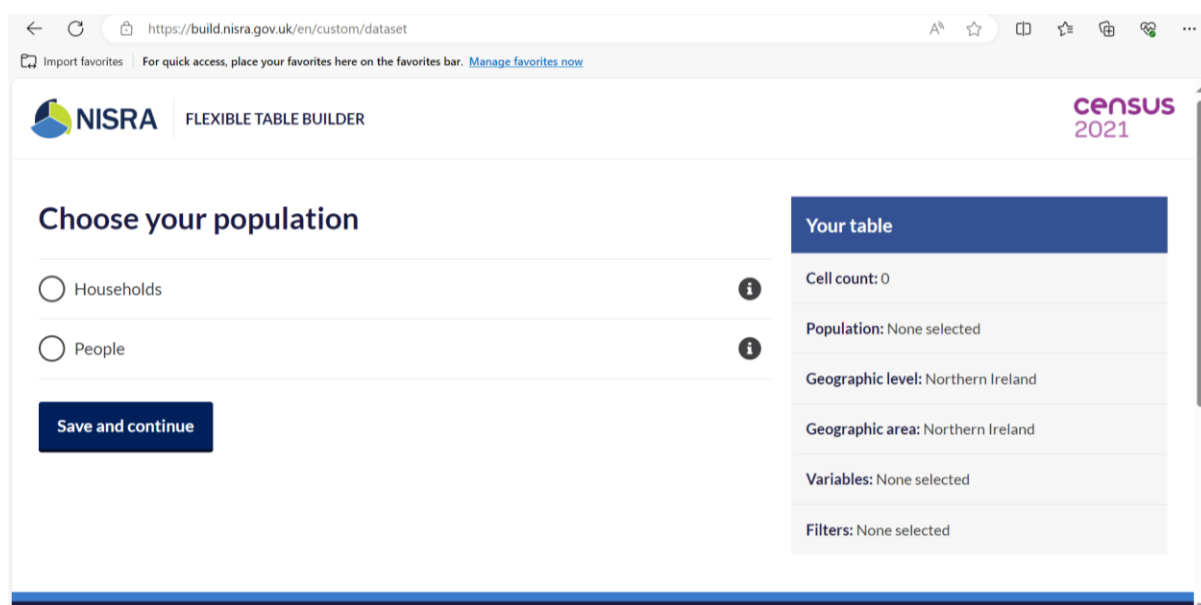 https://build.nisra.gov.uk/en/custom/dataset
Import favorites For quick access, place your favorites here on the favorites bar. Manage favorites now
NISRA FLEXIBLE TABLE BUILDER
census
2021
Choose your population
Households
People
Save and continue
Your table
Cell count: 0
Population: None selected
Geographic level: Northern Ireland
Geographic area: Northern Ireland
Variables: None selected
Filters: None selected